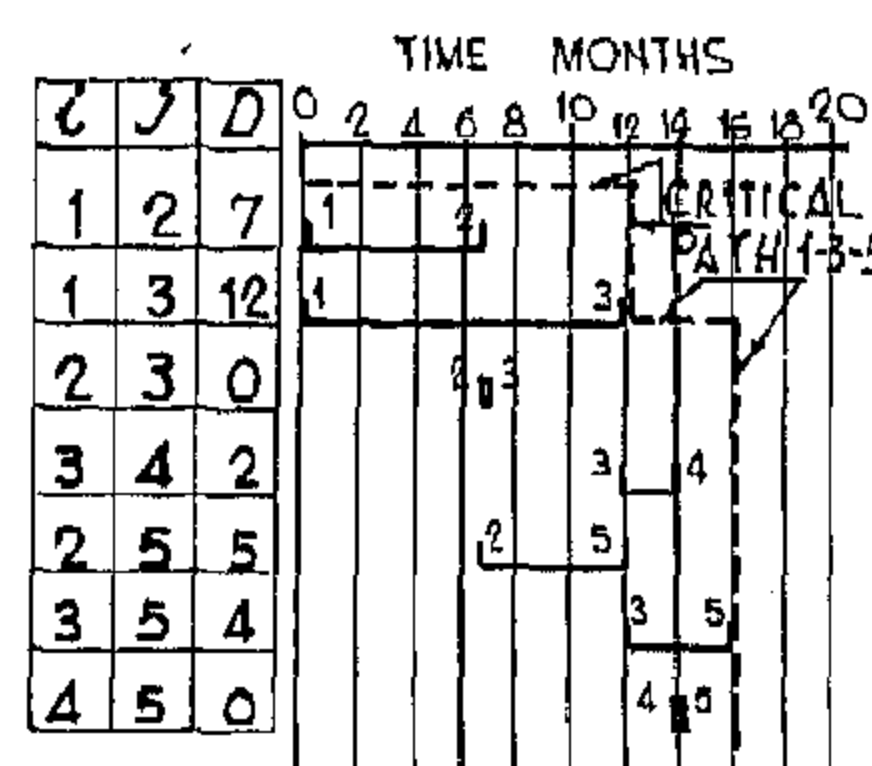 TIME MONTHS
i J D 0 2 4 6 8 10 12 14 16 18 20
1 2 7 1 2 CRITICAL
PATH 1-3-5
1 3 12 1 3
2 3 0 2 3
3 4 2 3 4
2 5 5 2 5
3 5 4 3 5
4 5 0 4 5